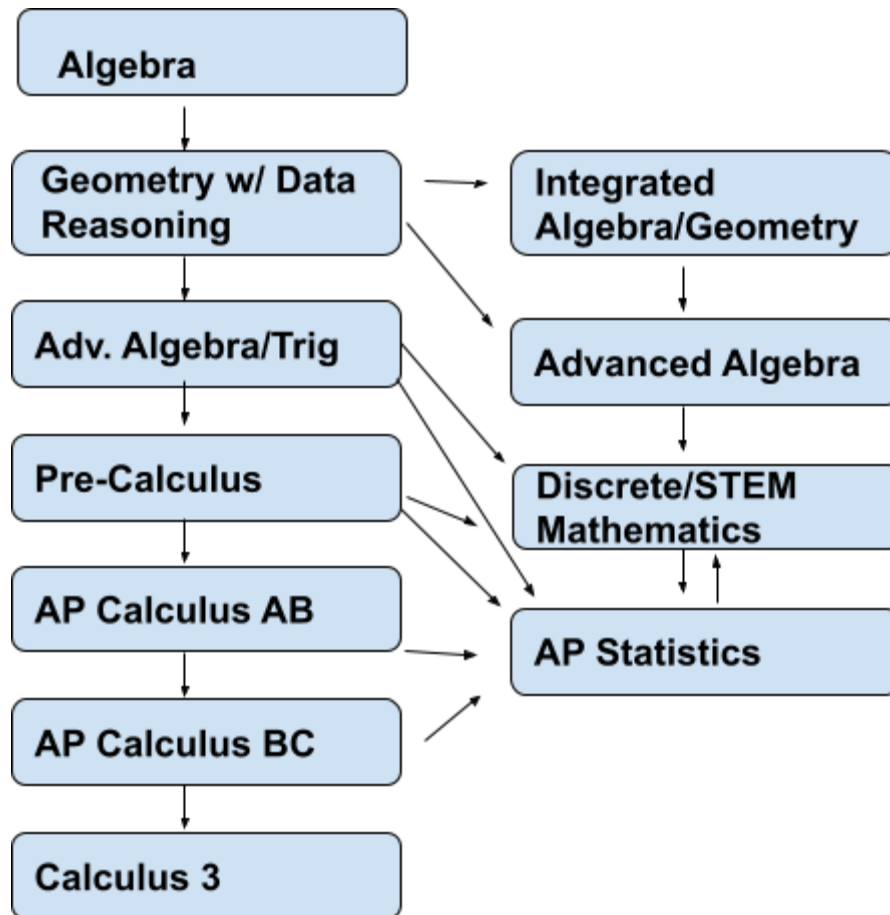 Algebra
Geometry w/ Data
Reasoning
Integrated
Algebra/Geometry
Adv. Algebra/Trig
Advanced Algebra
Pre-Calculus
Discrete/STEM
Mathematics
AP Calculus AB
AP Statistics
AP Calculus BC
Calculus 3